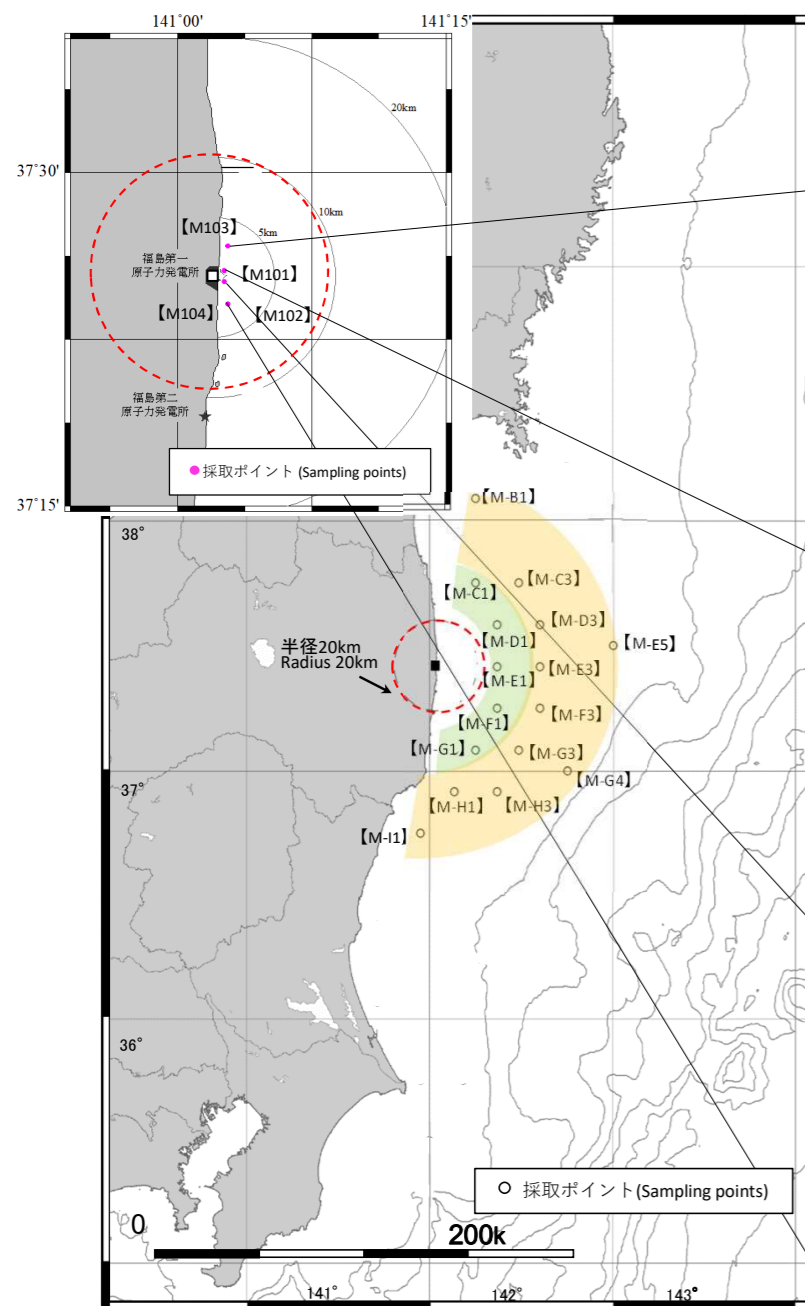 141°00'
141°15'
20km
37°30'
10km
【M103】
5km
福島第一
原子力発電所
【M101】
【M104】
【M102】
福島第二
原子力発電所
採取ポイント(Sampling points)
37°15'
【M-B1】
38°
【M-C1】
【M-C3】
【M-D3】
【M-D1】
【M-E5】
半径20km
Radius 20km
【M-E1】
【M-E3】
【M-F1】
【M-F3】
【M-G1】
【M-G3】
【M-G4】
37°
【M-H1】
【M-H3】
【M-I1】
36°
採取ポイント(Sampling points)
0
200k
141°
142°
143°